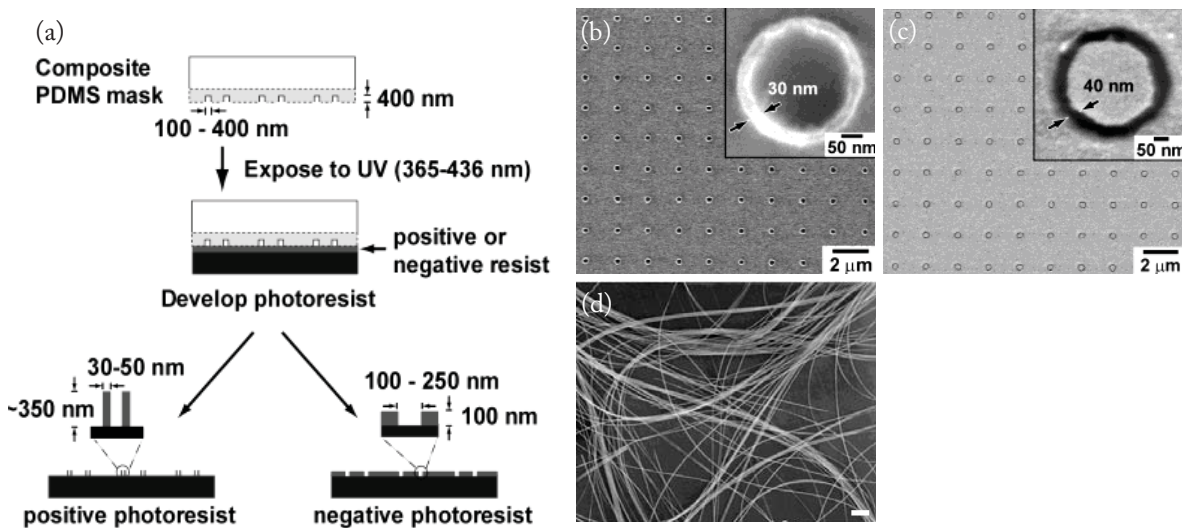 (a)
Composite
PDMS mask
400 nm
100 - 400 nm
Expose to UV (365-436 nm)
positive or
negative resist
Develop photoresist
30-50 nm
~350 nm
100 - 250 nm
100 nm
positive photoresist
negative photoresist
(b)
30 nm
50 nm
2 μm
(c)
40 nm
50 nm
2 μm
(d)